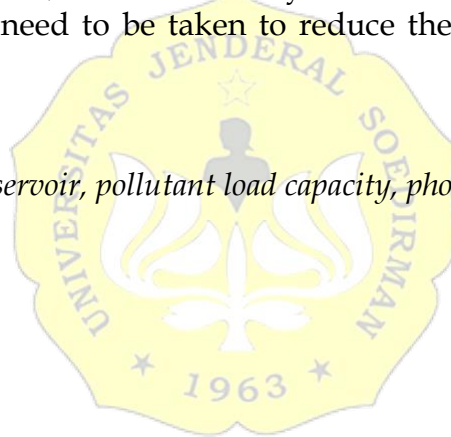 need to be taken to reduce the
UNIVERSITAS JENDERAL SOEDIRMAN
servoir, pollutant load capacity, pho
1963